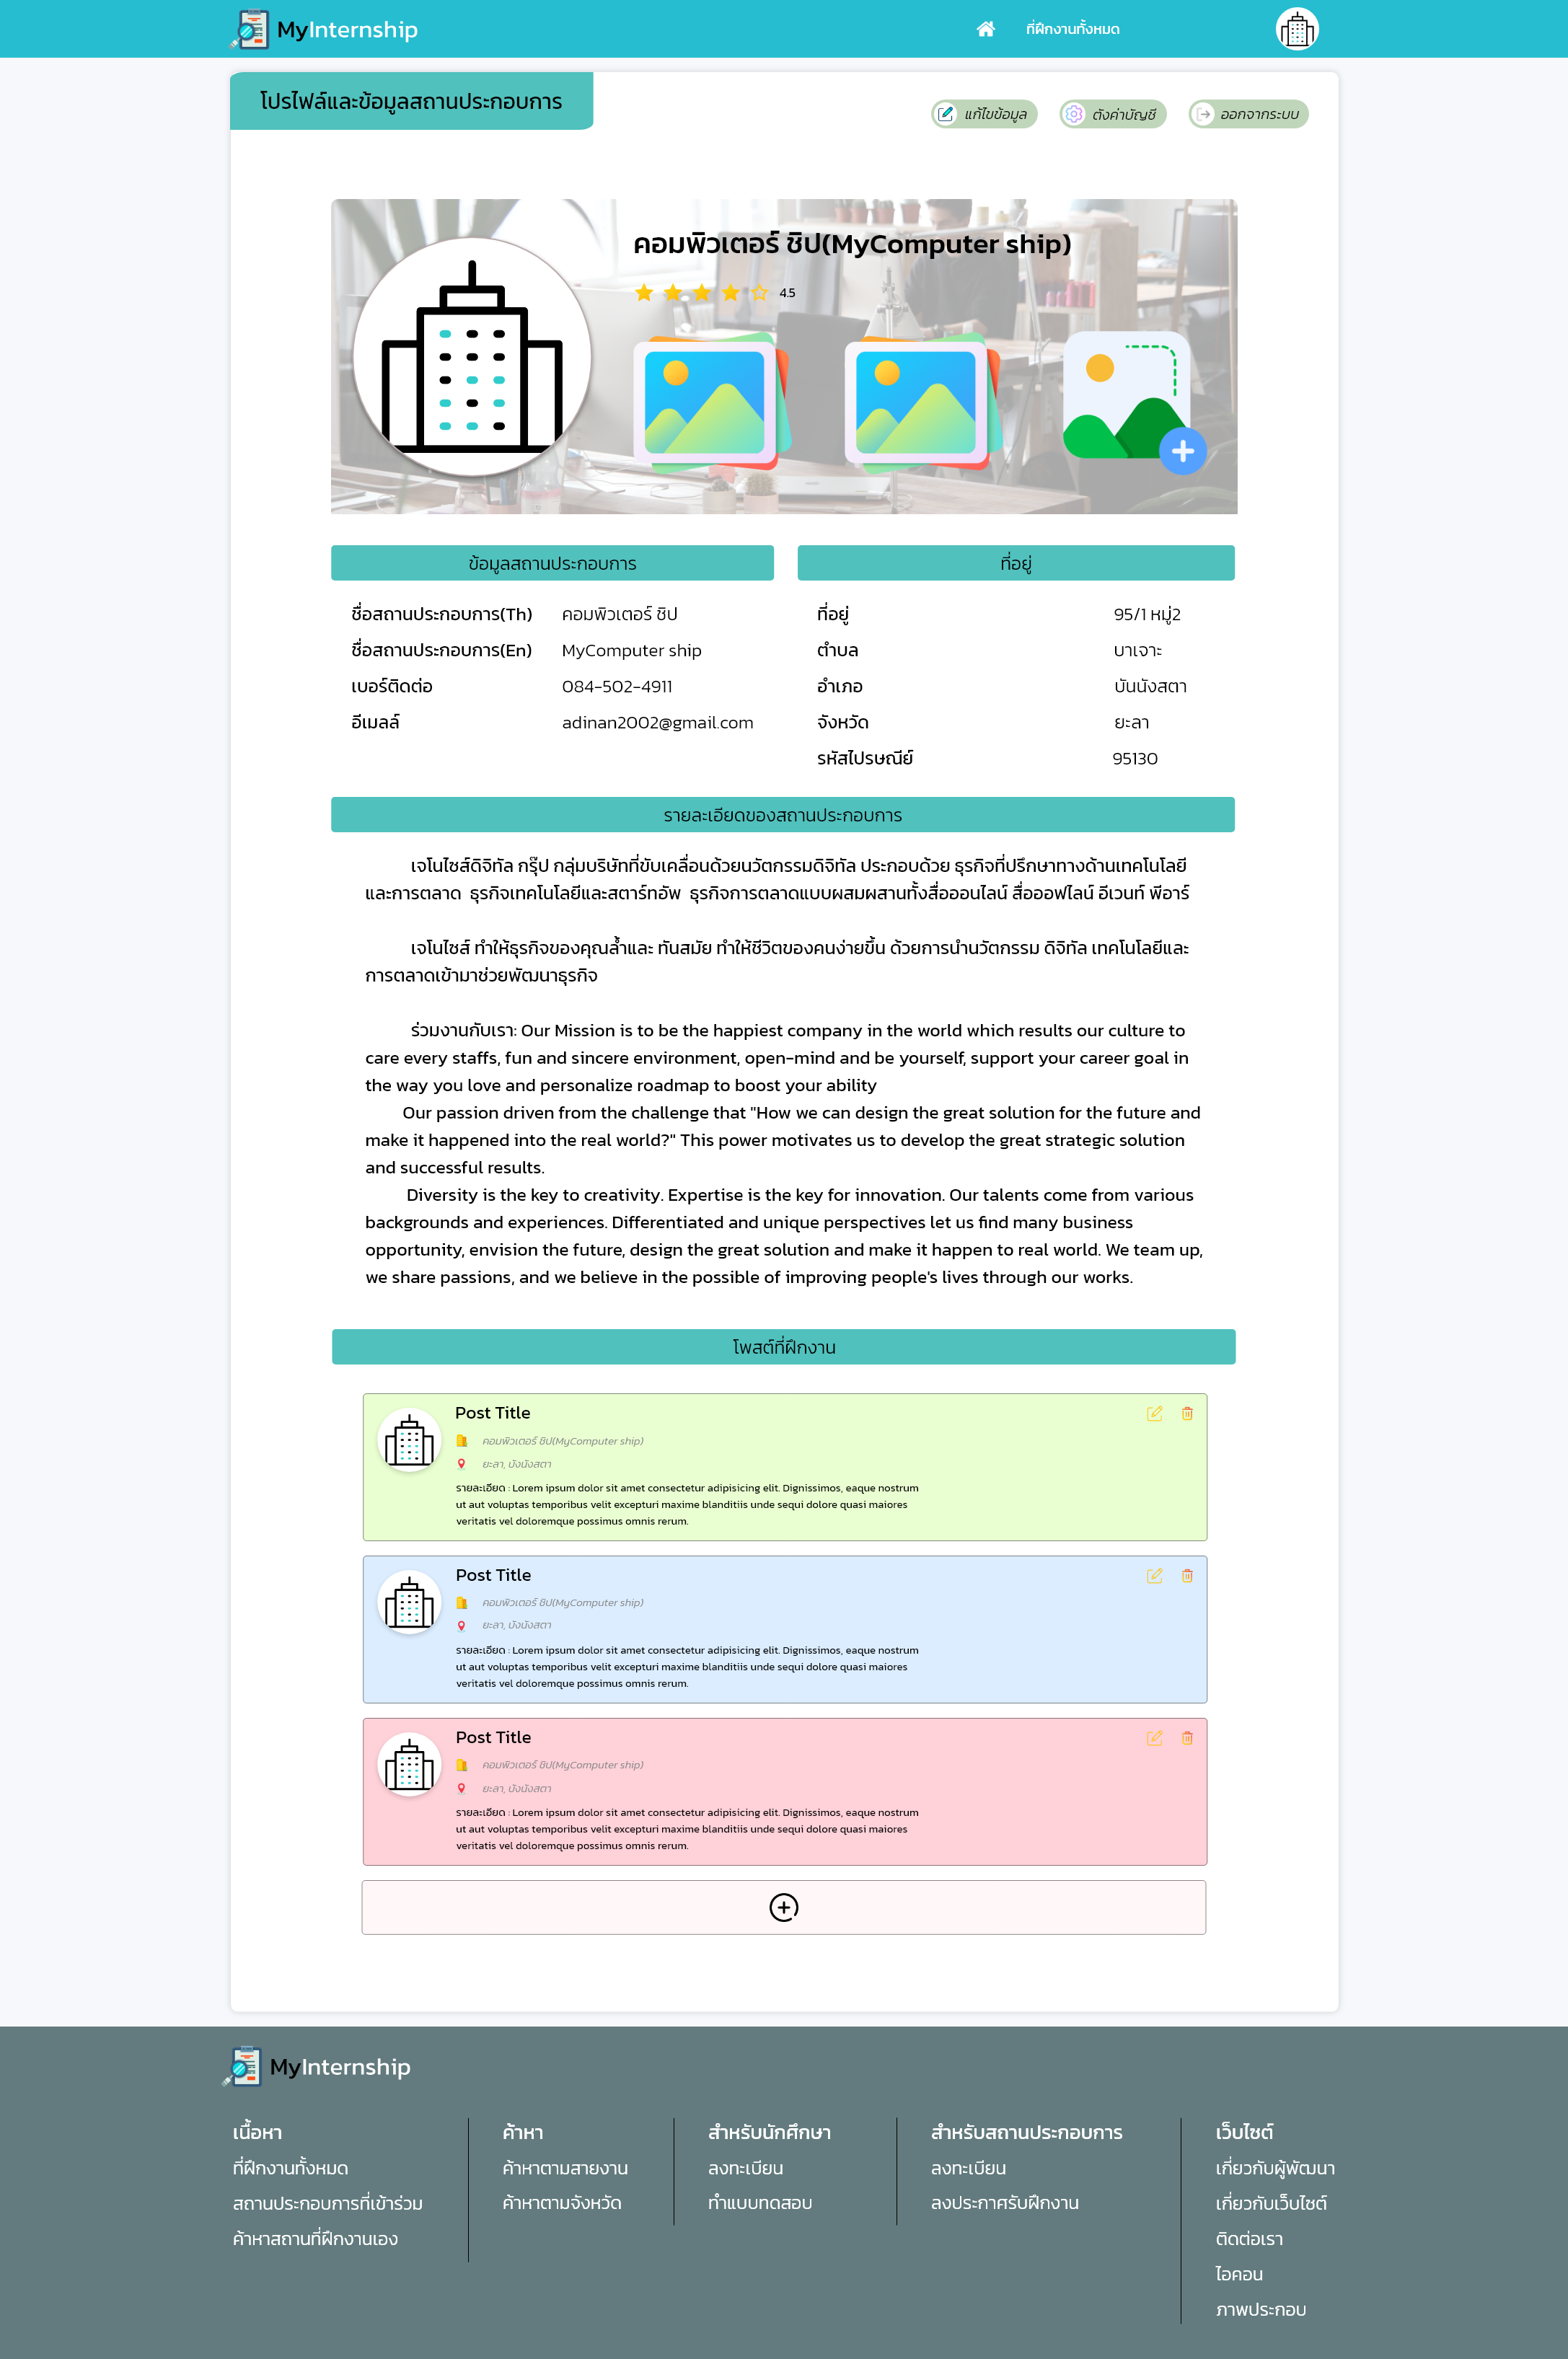 MyInternship
ที่ฝึกงานทั้งหมด
โปรไฟล์และข้อมูลสถานประกอบการ
แก้ไขข้อมูล
ตังค่าบัญชี
ออกจากระบบ
คอมพิวเตอร์ ชิป(MyComputer ship)
4.5
ข้อมูลสถานประกอบการ
ชื่อสถานประกอบการ(Th) คอมพิวเตอร์ ชิป
ชื่อสถานประกอบการ(En) MyComputer ship
เบอร์ติดต่อ 084-502-4911
อีเมลล์ adinan2002@gmail.com
ที่อยู่
ที่อยู่ 95/1 หมู่2
ตำบล บาเจาะ
อำเภอ บันนังสตา
จังหวัด ยะลา
รหัสไปรษณีย์ 95130
รายละเอียดของสถานประกอบการ
เจโนไซส์ดิจิทัล กรุ๊ป กลุ่มบริษัทที่ขับเคลื่อนด้วยนวัตกรรมดิจิทัล ประกอบด้วย ธุรกิจที่ปรึกษาทางด้านเทคโนโลยี
และการตลาด ธุรกิจเทคโนโลยีและสตาร์ทอัพ ธุรกิจการตลาดแบบผสมผสานทั้งสื่อออนไลน์ สื่อออฟไลน์ อีเวนท์ พีอาร์
เจโนไซส์ ทำให้ธุรกิจของคุณล้ำและ ทันสมัย ทำให้ชีวิตของคนง่ายขึ้น ด้วยการนำนวัตกรรม ดิจิทัล เทคโนโลยีและ
การตลาดเข้ามาช่วยพัฒนาธุรกิจ
ร่วมงานกับเรา: Our Mission is to be the happiest company in the world which results our culture to
care every staffs, fun and sincere environment, open-mind and be yourself, support your career goal in
the way you love and personalize roadmap to boost your ability
Our passion driven from the challenge that "How we can design the great solution for the future and
make it happened into the real world?" This power motivates us to develop the great strategic solution
and successful results.
Diversity is the key to creativity. Expertise is the key for innovation. Our talents come from various
backgrounds and experiences. Differentiated and unique perspectives let us find many business
opportunity, envision the future, design the great solution and make it happen to real world. We team up,
we share passions, and we believe in the possible of improving people's lives through our works.
โพสต์ที่ฝึกงาน
Post Title
คอมพิวเตอร์ ชิป(MyComputer ship)
ยะลา, บังนังสตา
รายละเอียด : Lorem ipsum dolor sit amet consectetur adipisicing elit. Dignissimos, eaque nostrum
ut aut voluptas temporibus velit excepturi maxime blanditiis unde sequi dolore quasi maiores
veritatis vel doloremque possimus omnis rerum.
Post Title
คอมพิวเตอร์ ชิป(MyComputer ship)
ยะลา, บังนังสตา
รายละเอียด : Lorem ipsum dolor sit amet consectetur adipisicing elit. Dignissimos, eaque nostrum
ut aut voluptas temporibus velit excepturi maxime blanditiis unde sequi dolore quasi maiores
veritatis vel doloremque possimus omnis rerum.
Post Title
คอมพิวเตอร์ ชิป(MyComputer ship)
ยะลา, บังนังสตา
รายละเอียด : Lorem ipsum dolor sit amet consectetur adipisicing elit. Dignissimos, eaque nostrum
ut aut voluptas temporibus velit excepturi maxime blanditiis unde sequi dolore quasi maiores
veritatis vel doloremque possimus omnis rerum.
MyInternship
เนื้อหา
ที่ฝึกงานทั้งหมด
สถานประกอบการที่เข้าร่วม
ค้าหาสถานที่ฝึกงานเอง
ค้าหา
ค้าหาตามสายงาน
ค้าหาตามจังหวัด
สำหรับนักศึกษา
ลงทะเบียน
ทำแบบทดสอบ
สำหรับสถานประกอบการ
ลงทะเบียน
ลงประกาศรับฝึกงาน
เว็บไซต์
เกี่ยวกับผู้พัฒนา
เกี่ยวกับเว็บไซต์
ติดต่อเรา
ไอคอน
ภาพประกอบ